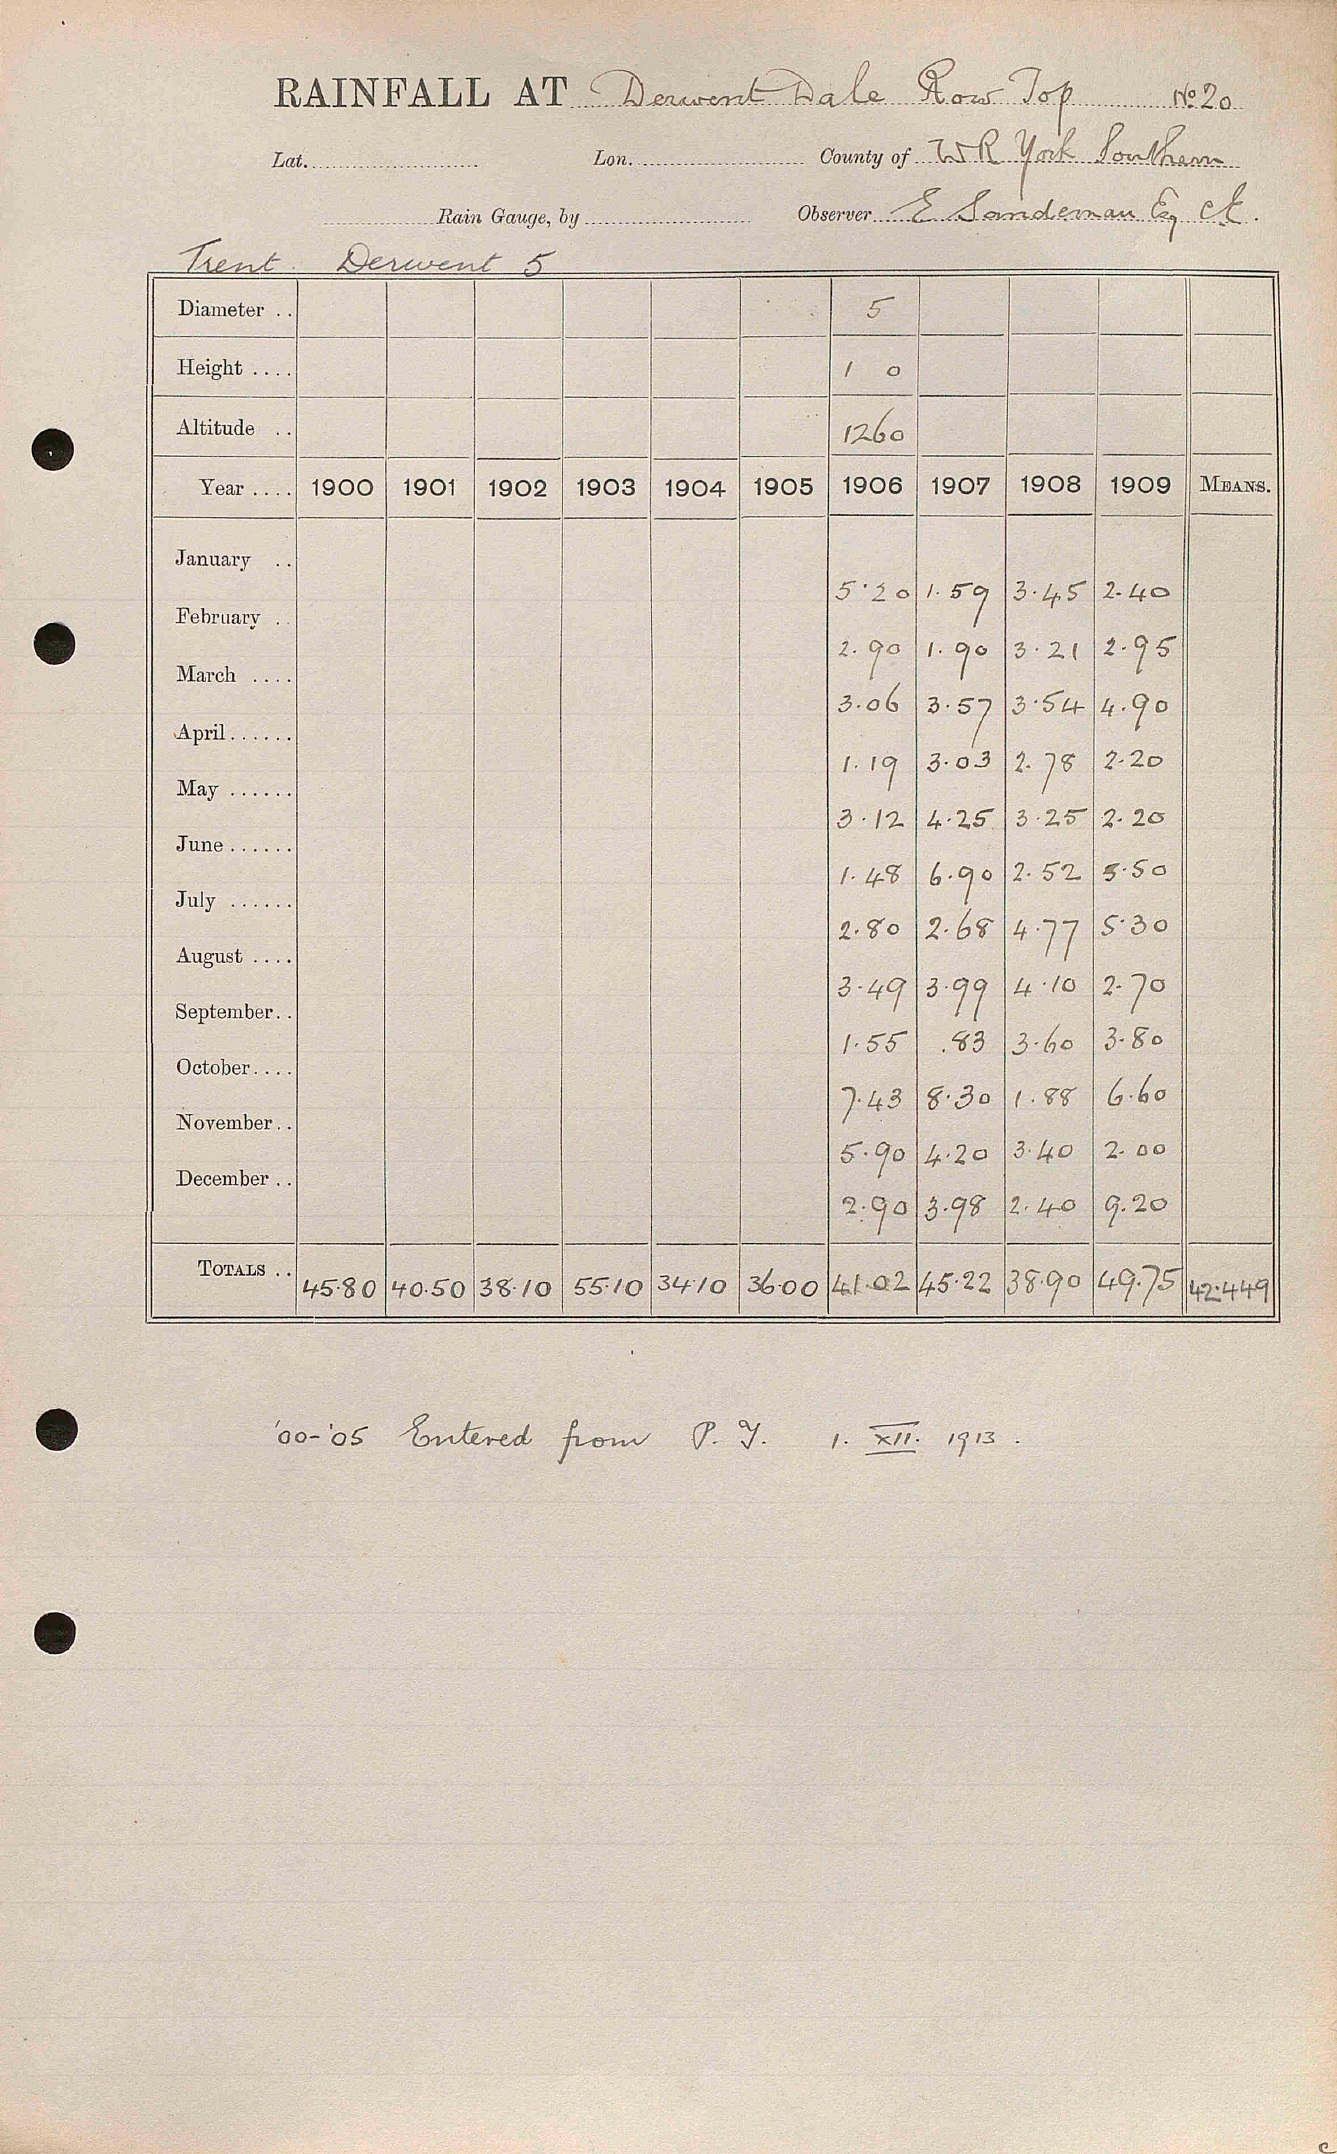 RAINFALL AT Derwent Dale Row Top No 20
Lat. Lon. County of WR York Southern
Rain Gauge, by Observer E Sandeman Esq
Trent. Derwent 5
Diameter .. 5
Height .... 1 0
Altitude .. 1260
Year .... 1900 1901 1902 1903 1904 1905 1906 1907 1908 1909 MEANS.
January .. 5.20 1.59 3.45 2.40
February .. 2.90 1.90 3.21 2.95
March .... 3.06 3.57 3.54 4.90
April ...... 1.19 3.03 2.78 2.20
May ...... 3.12 4.25 3.25 2.20
June ...... 1.48 6.90 2.52 5.50
July ...... 2.80 2.68 4.77 5.30
August .... 3.49 3.99 4.10 2.70
September.. 1.55 .83 3.60 3.80
October.... 7.43 8.30 1.88 6.60
November.. 5.90 4.20 3.40 2.00
December .. 2.90 3.98 2.40 9.20
TOTALS .. 45.80 40.50 38.10 55.10 34.10 36.00 41.02 45.22 38.90 49.75 42.449
'00-'05 Entered from P. Y. 1. XII. 1913.